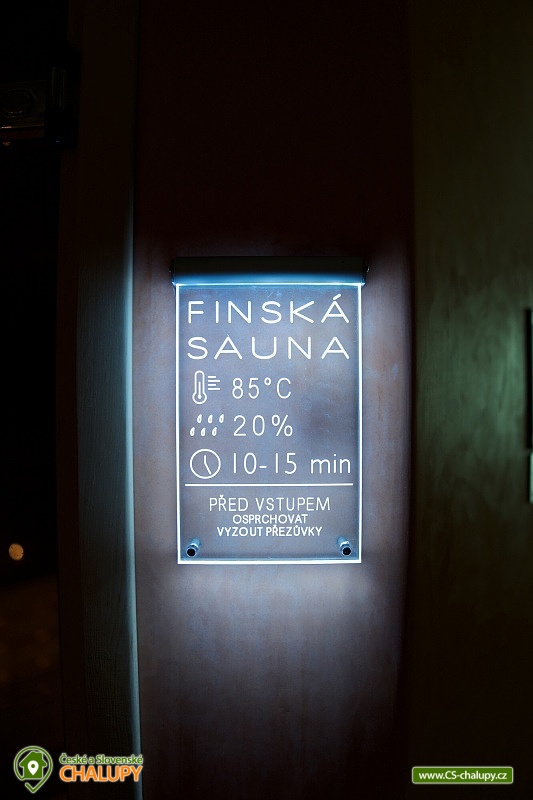 FINSKÁ
SAUNA
85°C
20%
10-15 min
PŘED VSTUPEM
OSPRCHOVAT
VYZOUT PŘEZŮVKY
České a Slovenské
CHALUPY
www.CS-chalupy.cz